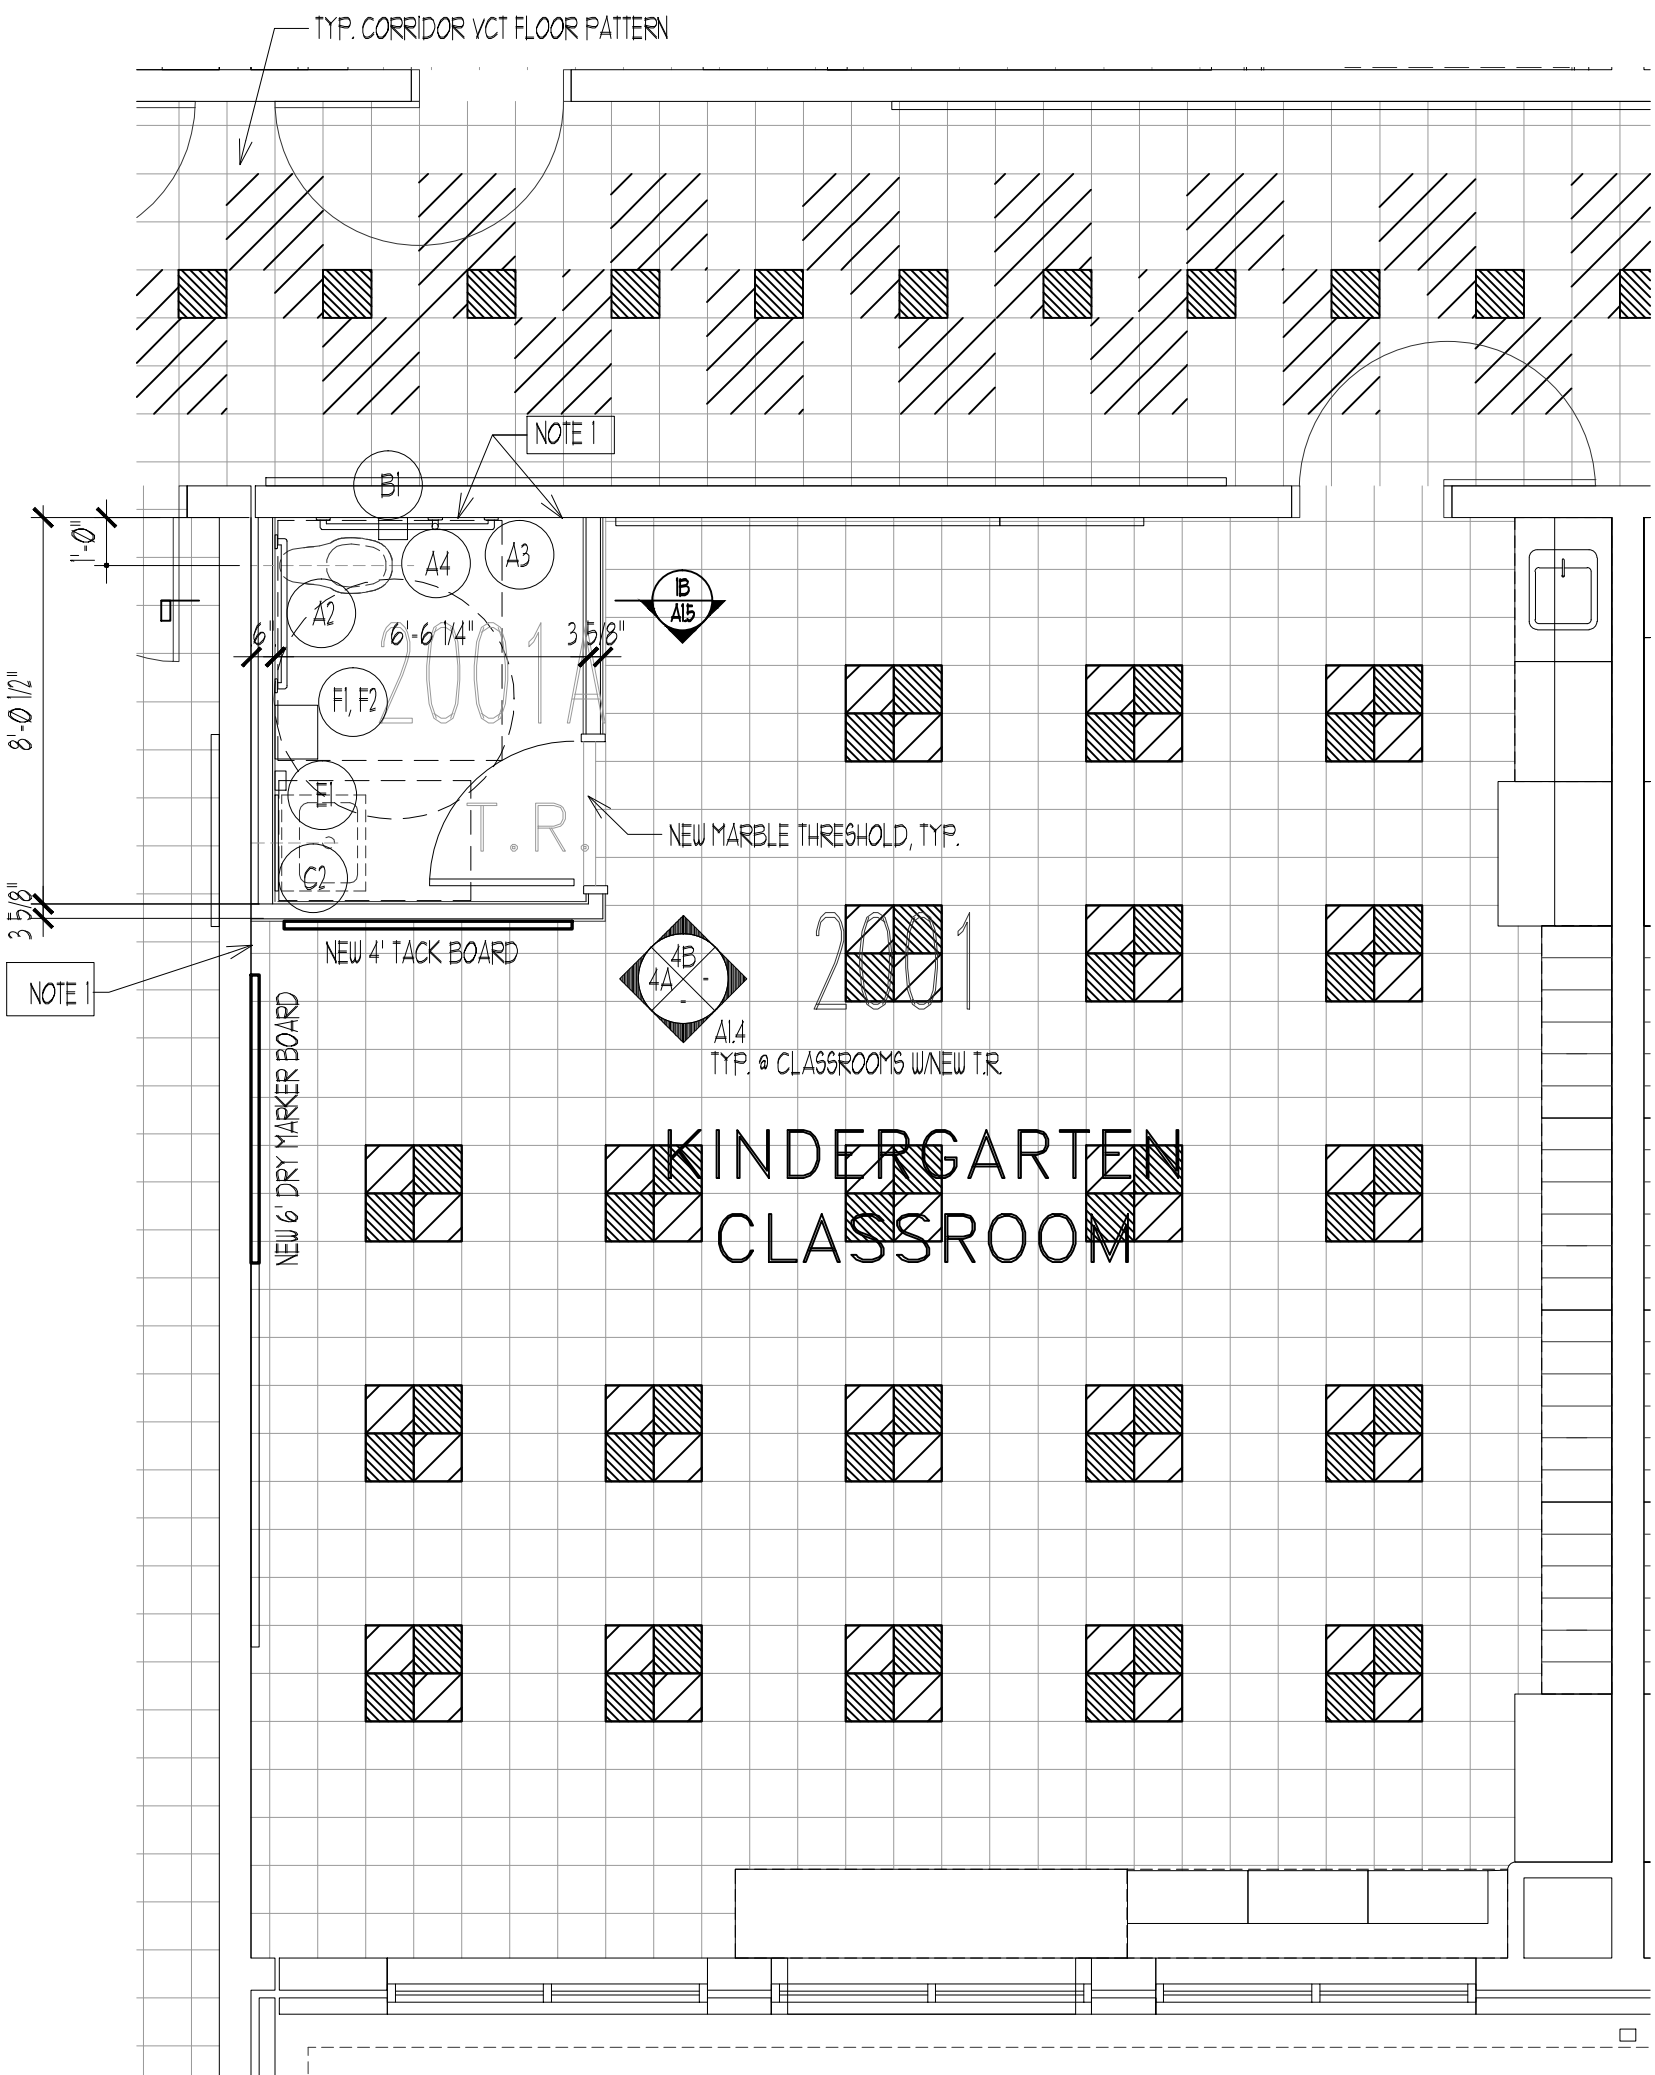 TYP. CORRIDOR VCT FLOOR PATTERN
NOTE 1
B1
1'-0"
A4
A3
A2
1B
A1.5
6"
6'-6 1/4"
3 5/8"
2001A
8'-0 1/2"
F1, F2
E1
T.R.
NEW MARBLE THRESHOLD, TYP.
C2
3 5/8"
NEW 4' TACK BOARD
NOTE 1
4B
4A
-
-
2001
A1.4
TYP. @ CLASSROOMS W/NEW T.R.
NEW 6' DRY MARKER BOARD
KINDERGARTEN
CLASSROOM